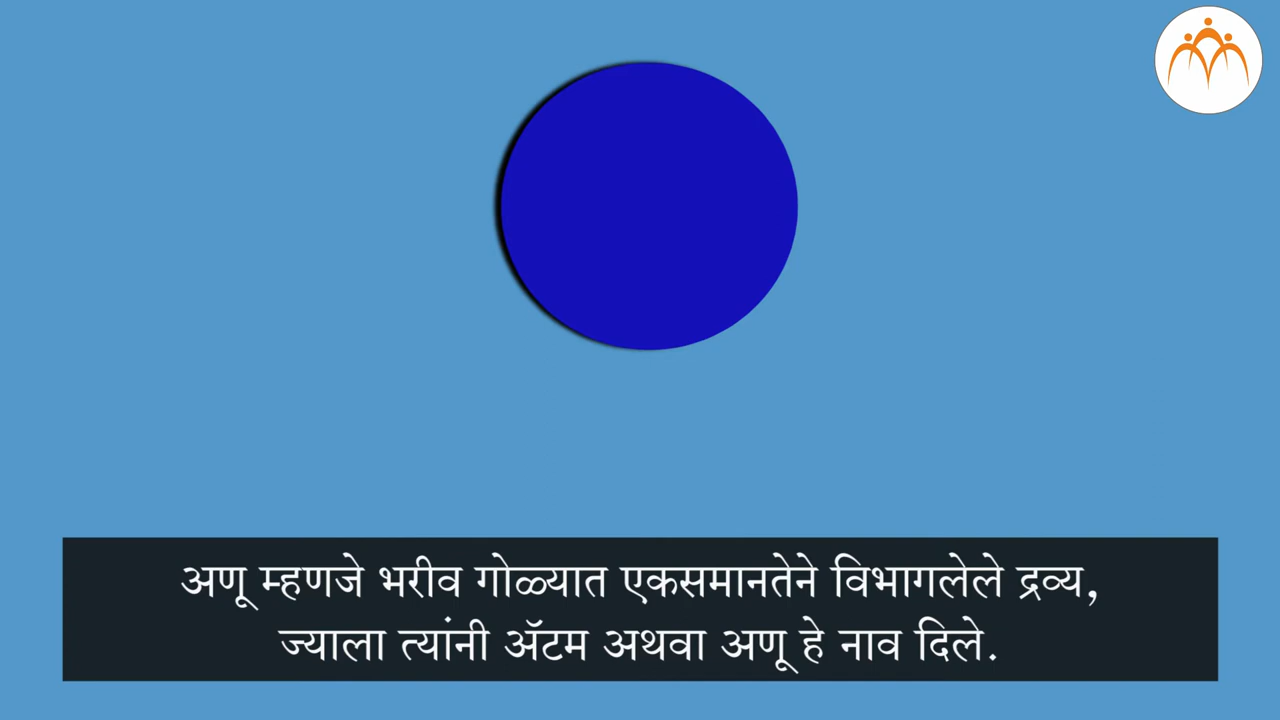 अणू म्हणजे भरीव गोळ्यात एकसमानतेने विभागलेले द्रव्य,
ज्याला त्यांनी ॲटम अथवा अणू हे नाव दिले.